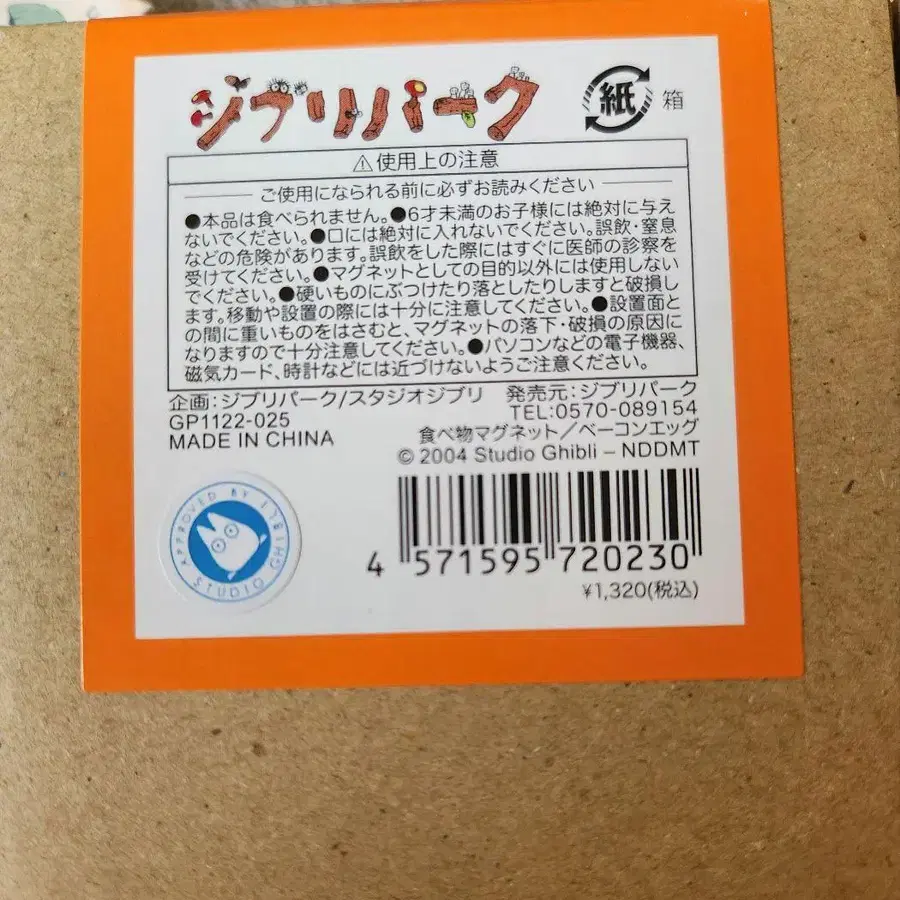 ジブリパーク
紙 箱
⚠使用上の注意
ご使用になられる前に必ずお読みください
●本品は食べられません。●6才未満のお子様には絶対に与え
ないでください。●口には絶対に入れないでください。誤飲・窒息
などの危険があります。誤飲をした際にはすぐに医師の診察を
受けてください。●マグネットとしての目的以外には使用しない
でください。●硬いものにぶつけたり落としたりしますと破損し
ます。移動や設置の際には十分に注意してください。●設置面と
の間に重いものをはさむと、マグネットの落下・破損の原因に
なりますので十分注意してください。●パソコンなどの電子機器、
磁気カード、時計などには近づけないようご注意ください。
企画:ジブリパーク/スタジオジブリ
発売元:ジブリパーク
GP1122-025
TEL:0570-089154
MADE IN CHINA
食べ物マグネット/ベーコンエッグ
© 2004 Studio Ghibli – NDDMT
APPROVED BY STUDIO GHIBLI
4 571595 720230
¥1,320(税込)